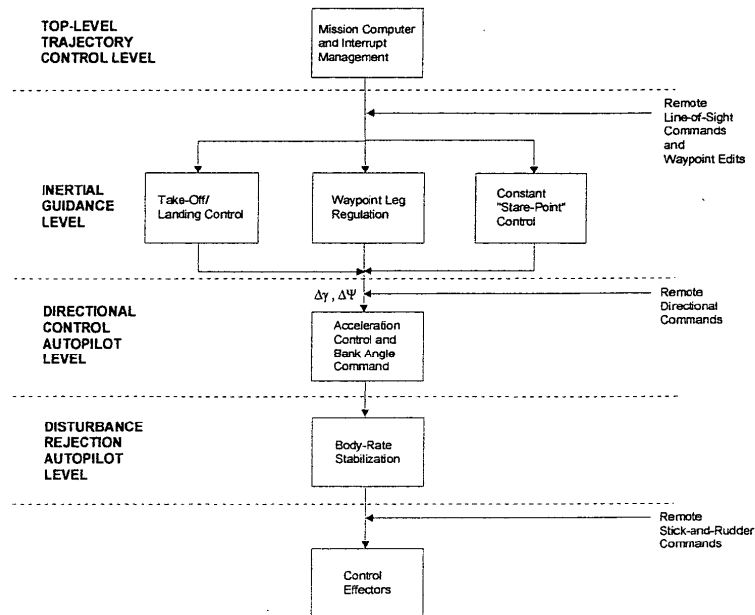 TOP-LEVEL
TRAJECTORY
CONTROL LEVEL
Mission Computer
and Interrupt
Management
Remote
Line-of-Sight
Commands
and
Waypoint Edits
INERTIAL
GUIDANCE
LEVEL
Take-Off/
Landing Control
Waypoint Leg
Regulation
Constant
"Stare-Point"
Control
Δγ , ΔΨ
Remote
Directional
Commands
DIRECTIONAL
CONTROL
AUTOPILOT
LEVEL
Acceleration
Control and
Bank Angle
Command
DISTURBANCE
REJECTION
AUTOPILOT
LEVEL
Body-Rate
Stabilization
Remote
Stick-and-Rudder
Commands
Control
Effectors